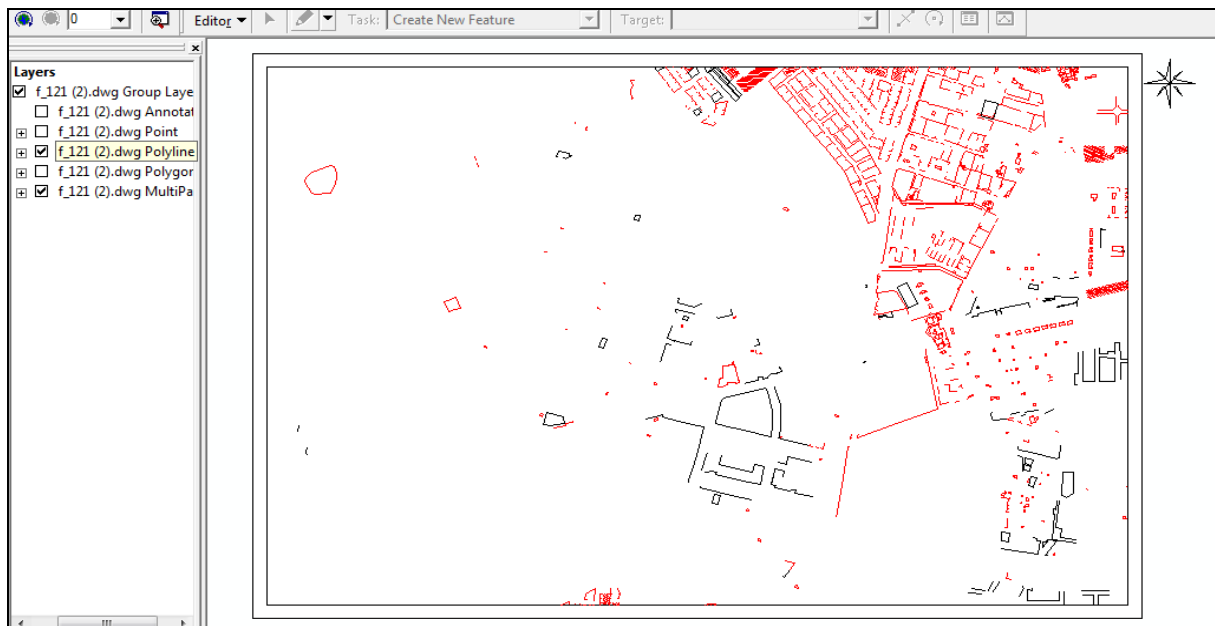 0 Editor Task: Create New Feature Target:
Layers
f_121 (2).dwg Group Laye
f_121 (2).dwg Annotat
f_121 (2).dwg Point
f_121 (2).dwg Polyline
f_121 (2).dwg Polygor
f_121 (2).dwg MultiPa